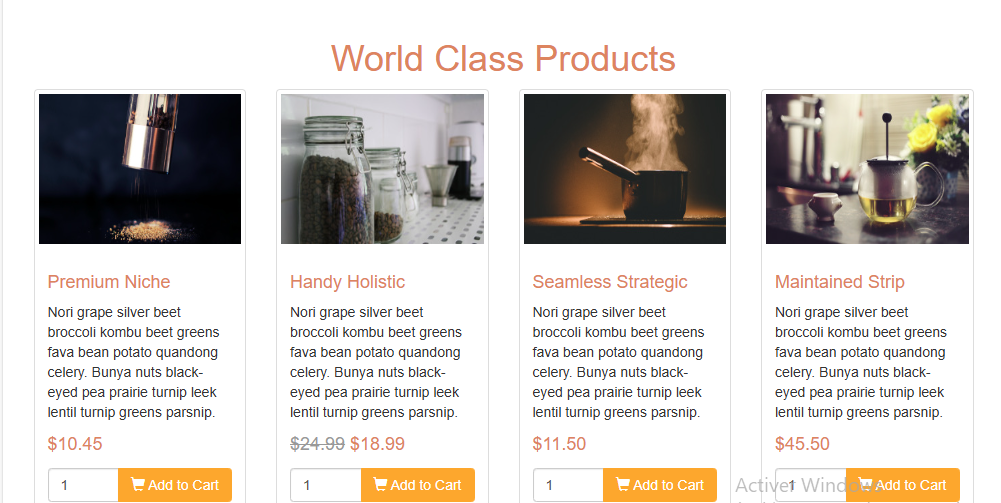 World Class Products
Premium Niche
Nori grape silver beet
broccoli kombu beet greens
fava bean potato quandong
celery. Bunya nuts black-
eyed pea prairie turnip leek
lentil turnip greens parsnip.
$10.45
1 Add to Cart
Handy Holistic
Nori grape silver beet
broccoli kombu beet greens
fava bean potato quandong
celery. Bunya nuts black-
eyed pea prairie turnip leek
lentil turnip greens parsnip.
$24.99 $18.99
1 Add to Cart
Seamless Strategic
Nori grape silver beet
broccoli kombu beet greens
fava bean potato quandong
celery. Bunya nuts black-
eyed pea prairie turnip leek
lentil turnip greens parsnip.
$11.50
1 Add to Cart
Maintained Strip
Nori grape silver beet
broccoli kombu beet greens
fava bean potato quandong
celery. Bunya nuts black-
eyed pea prairie turnip leek
lentil turnip greens parsnip.
$45.50
1 Add to Cart
Activer Windows